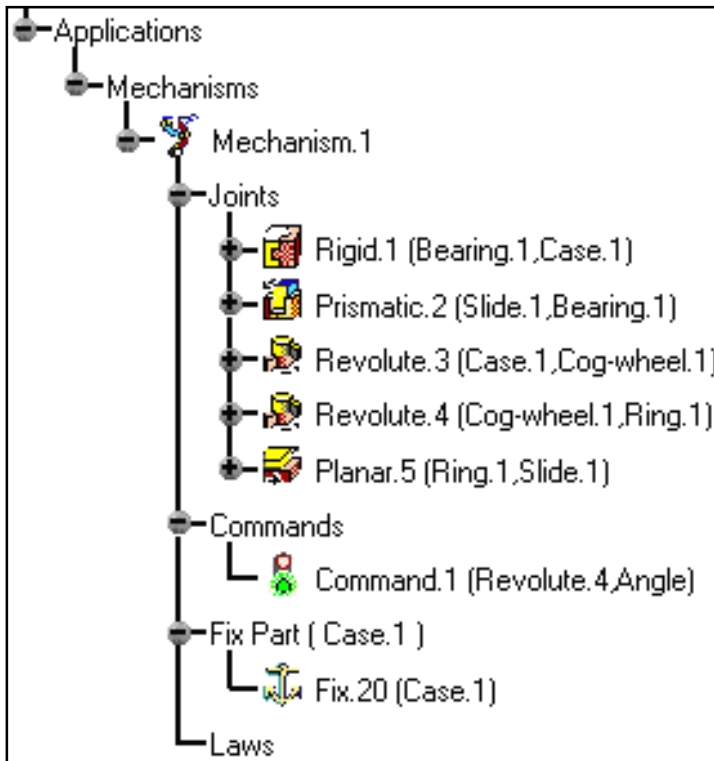 Applications
Mechanisms
Mechanism.1
Joints
Rigid.1 (Bearing.1,Case.1)
Prismatic.2 (Slide.1,Bearing.1)
Revolute.3 (Case.1,Cog-wheel.1)
Revolute.4 (Cog-wheel.1,Ring.1)
Planar.5 (Ring.1,Slide.1)
Commands
Command.1 (Revolute.4,Angle)
Fix Part ( Case.1 )
Fix.20 (Case.1)
Laws